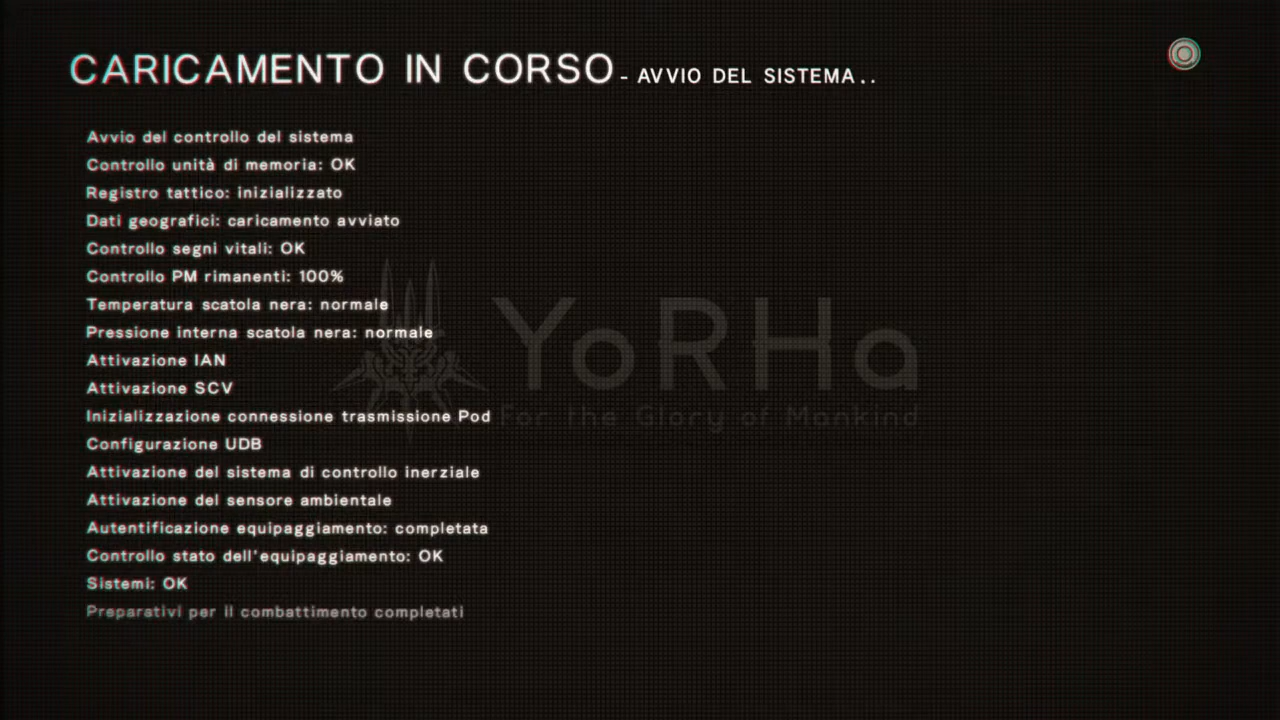 CARICAMENTO IN CORSO - AVVIO DEL SISTEMA..
Avvio del controllo del sistema
Controllo unità di memoria: OK
Registro tattico: inizializzato
Dati geografici: caricamento avviato
Controllo segni vitali: OK
Controllo PM rimanenti: 100%
Temperatura scatola nera: normale
Pressione interna scatola nera: normale
Attivazione IAN
Attivazione SCV
Inizializzazione connessione trasmissione Pod
Configurazione UDB
Attivazione del sistema di controllo inerziale
Attivazione del sensore ambientale
Autentificazione equipaggiamento: completata
Controllo stato dell'equipaggiamento: OK
Sistemi: OK
Preparativi per il combattimento completati
YoRHa
For the Glory of Mankind